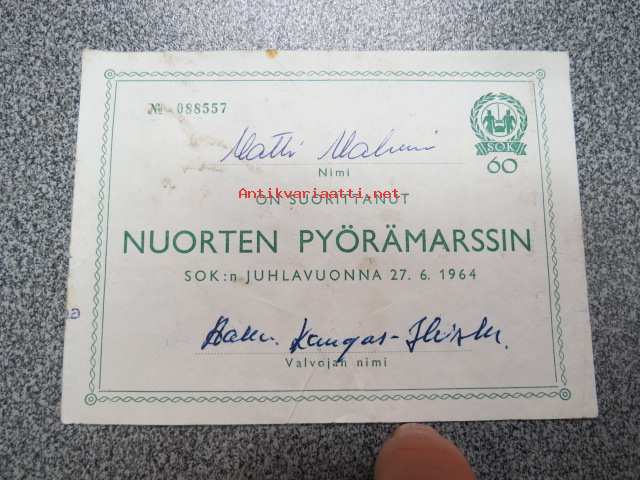 № 088557
SOK
60
Matti
Nimi
Antikvariaatti.net
ON SUORITTANUT
NUORTEN PYÖRÄMARSSIN
SOK:n JUHLAVUONNA 27. 6. 1964
Kangas-
Valvojan nimi